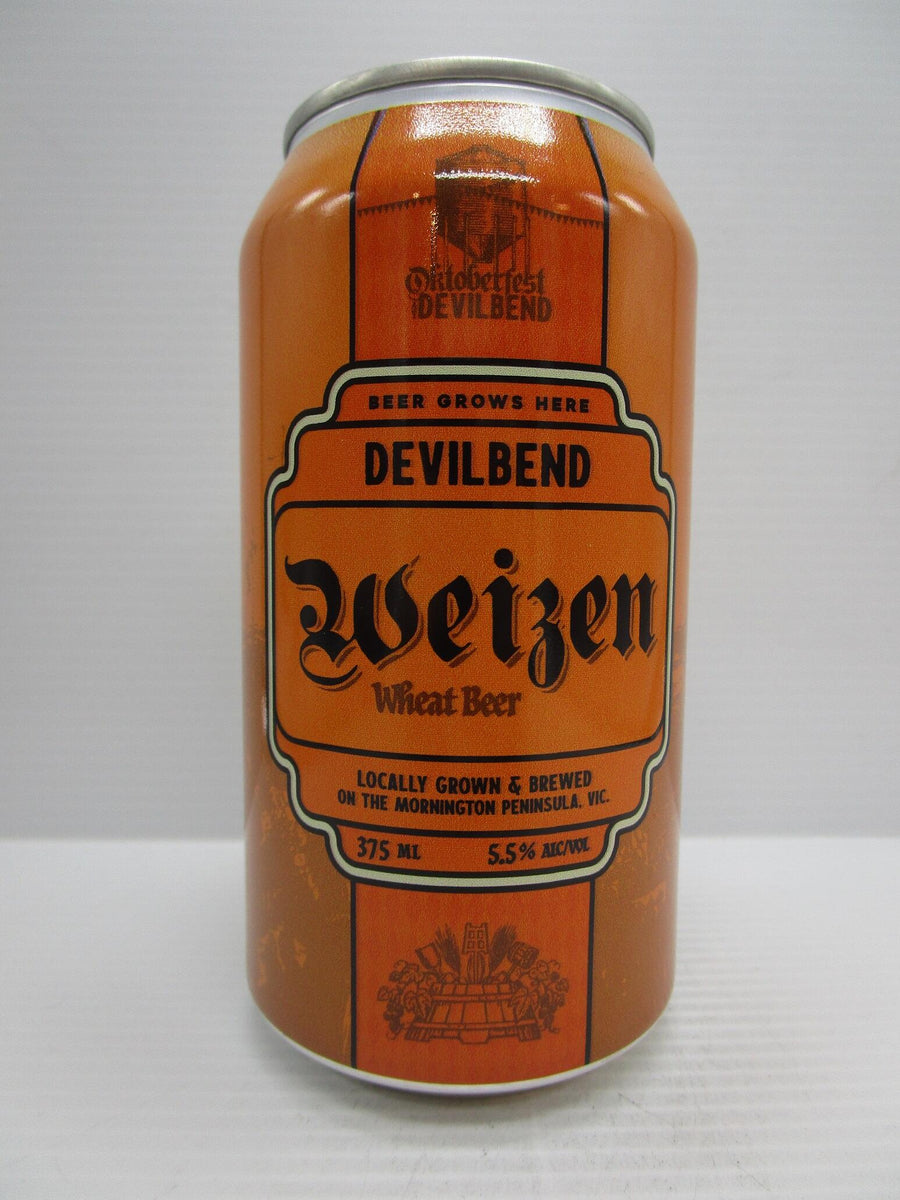 Oktoberfest
DEVILBEND
BEER GROWS HERE
DEVILBEND
Weizen
Wheat Beer
LOCALLY GROWN & BREWED
ON THE MORNINGTON PENINSULA, VIC.
375 ML 5.5% ALC/VOL